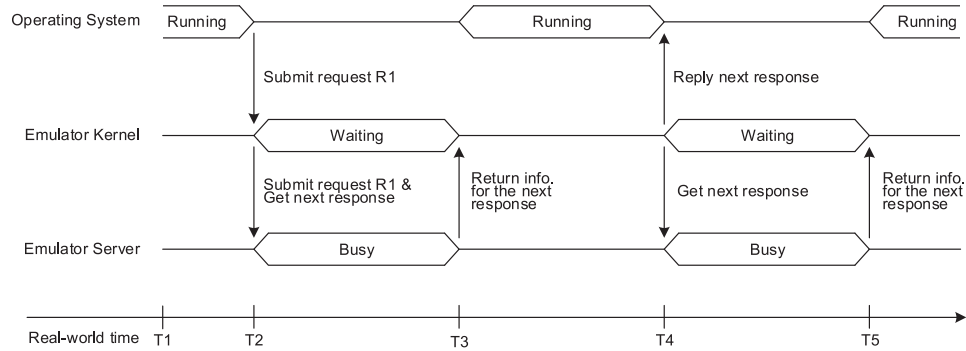 Operating System
Running
Running
Running
Submit request R1
Reply next response
Emulator Kernel
Waiting
Waiting
Submit request R1 &
Get next response
Return info.
for the next
response
Get next response
Return info.
for the next
response
Emulator Server
Busy
Busy
Real-world time
T1
T2
T3
T4
T5